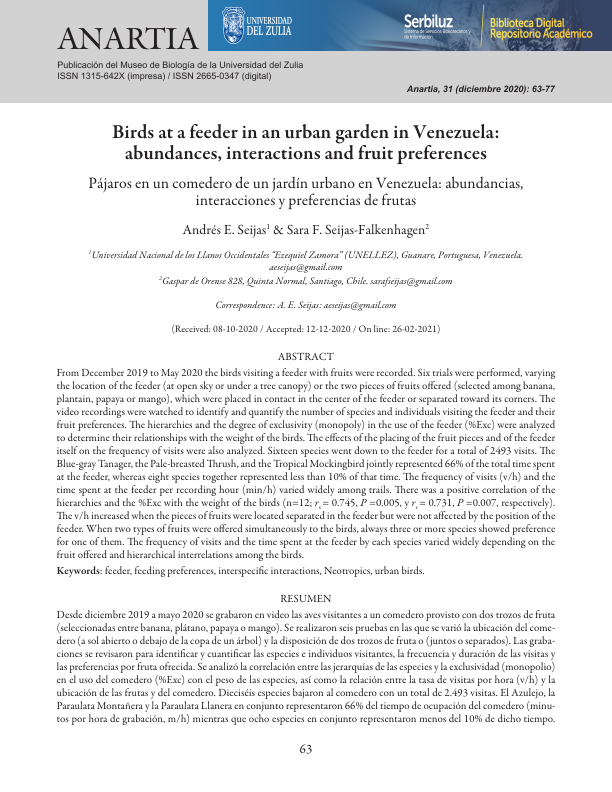 ANARTIA
UNIVERSIDAD
DEL ZULIA
Serbiluz
Sistema de Servicios Bibliotecarios y
de Información
Biblioteca Digital
Repositorio Académico
Publicación del Museo de Biología de la Universidad del Zulia
ISSN 1315-642X (impresa) / ISSN 2665-0347 (digital)
Anartia, 31 (diciembre 2020): 63-77
Birds at a feeder in an urban garden in Venezuela:
abundances, interactions and fruit preferences
Pájaros en un comedero de un jardín urbano en Venezuela: abundancias,
interacciones y preferencias de frutas
Andrés E. Seijas1 & Sara F. Seijas-Falkenhagen2
1Universidad Nacional de los Llanos Occidentales “Ezequiel Zamora” (UNELLEZ), Guanare, Portuguesa, Venezuela.
aeseijas@gmail.com
2Gaspar de Orense 828, Quinta Normal, Santiago, Chile. sarafseijas@gmail.com
Correspondence: A. E. Seijas: aeseijas@gmail.com
(Received: 08-10-2020 / Accepted: 12-12-2020 / On line: 26-02-2021)
ABSTRACT
From December 2019 to May 2020 the birds visiting a feeder with fruits were recorded. Six trials were performed, varying
the location of the feeder (at open sky or under a tree canopy) or the two pieces of fruits offered (selected among banana,
plantain, papaya or mango), which were placed in contact in the center of the feeder or separated toward its corners. The
video recordings were watched to identify and quantify the number of species and individuals visiting the feeder and their
fruit preferences. The hierarchies and the degree of exclusivity (monopoly) in the use of the feeder (%Exc) were analyzed
to determine their relationships with the weight of the birds. The effects of the placing of the fruit pieces and of the feeder
itself on the frequency of visits were also analyzed. Sixteen species went down to the feeder for a total of 2493 visits. The
Blue-gray Tanager, the Pale-breasted Thrush, and the Tropical Mockingbird jointly represented 66% of the total time spent
at the feeder, whereas eight species together represented less than 10% of that time. The frequency of visits (v/h) and the
time spent at the feeder per recording hour (min/h) varied widely among trails. There was a positive correlation of the
hierarchies and the %Exc with the weight of the birds (n=12; rs = 0.745, P =0.005, y rs = 0.731, P =0.007, respectively).
The v/h increased when the pieces of fruits were located separated in the feeder but were not affected by the position of the
feeder. When two types of fruits were offered simultaneously to the birds, always three or more species showed preference
for one of them. The frequency of visits and the time spent at the feeder by each species varied widely depending on the
fruit offered and hierarchical interrelations among the birds.
Keywords: feeder, feeding preferences, interspecific interactions, Neotropics, urban birds.
RESUMEN
Desde diciembre 2019 a mayo 2020 se grabaron en video las aves visitantes a un comedero provisto con dos trozos de fruta
(seleccionadas entre banana, plátano, papaya o mango). Se realizaron seis pruebas en las que se varió la ubicación del come-
dero (a sol abierto o debajo de la copa de un árbol) y la disposición de dos trozos de fruta o (juntos o separados). Las graba-
ciones se revisaron para identificar y cuantificar las especies e individuos visitantes, la frecuencia y duración de las visitas y
las preferencias por fruta ofrecida. Se analizó la correlación entre las jerarquías de las especies y la exclusividad (monopolio)
en el uso del comedero (%Exc) con el peso de las especies, así como la relación entre la tasa de visitas por hora (v/h) y la
ubicación de las frutas y del comedero. Dieciséis especies bajaron al comedero con un total de 2.493 visitas. El Azulejo, la
Paraulata Montañera y la Paraulata Llanera en conjunto representaron 66% del tiempo de ocupación del comedero (minu-
tos por hora de grabación, m/h) mientras que ocho especies en conjunto representaron menos del 10% de dicho tiempo.
63